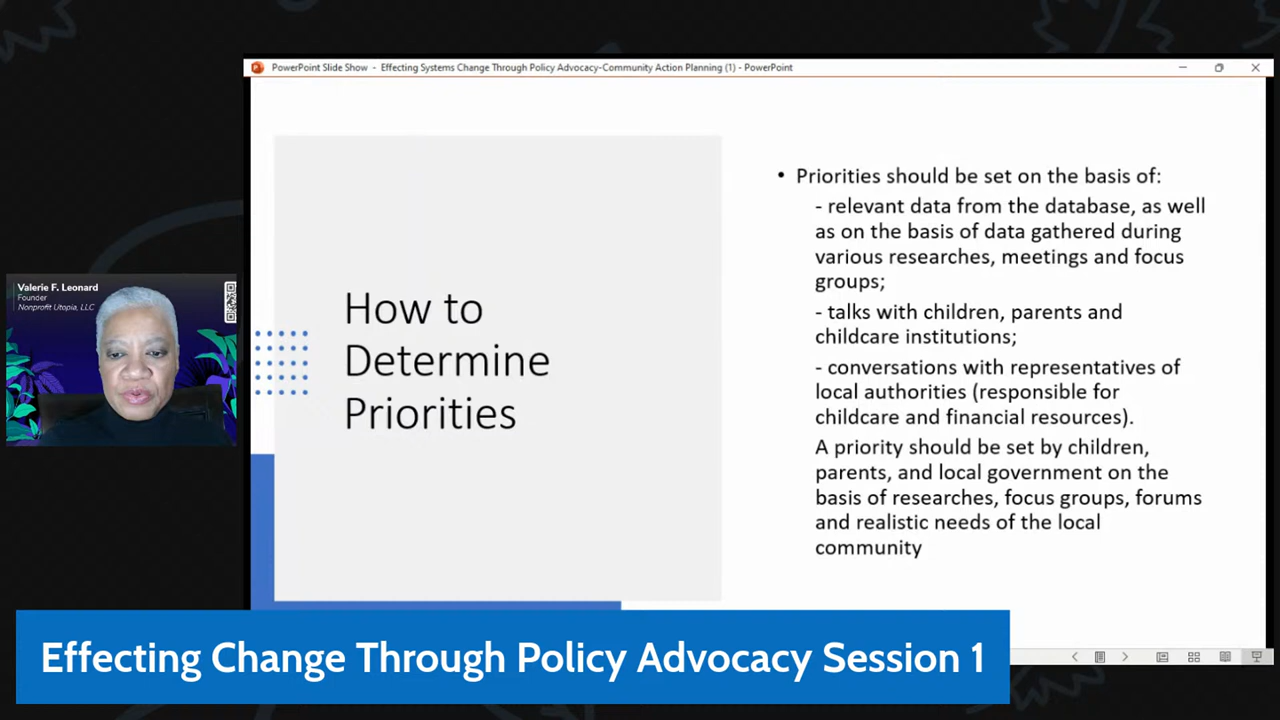 PowerPoint Slide Show - Effecting Systems Change Through Policy Advocacy-Community Action Planning (1) - PowerPoint
Valerie F. Leonard
Founder
Nonprofit Utopia, LLC
How to
Determine
Priorities
• Priorities should be set on the basis of:
- relevant data from the database, as well
as on the basis of data gathered during
various researches, meetings and focus
groups;
- talks with children, parents and
childcare institutions;
- conversations with representatives of
local authorities (responsible for
childcare and financial resources).
A priority should be set by children,
parents, and local government on the
basis of researches, focus groups, forums
and realistic needs of the local
community
Effecting Change Through Policy Advocacy Session 1